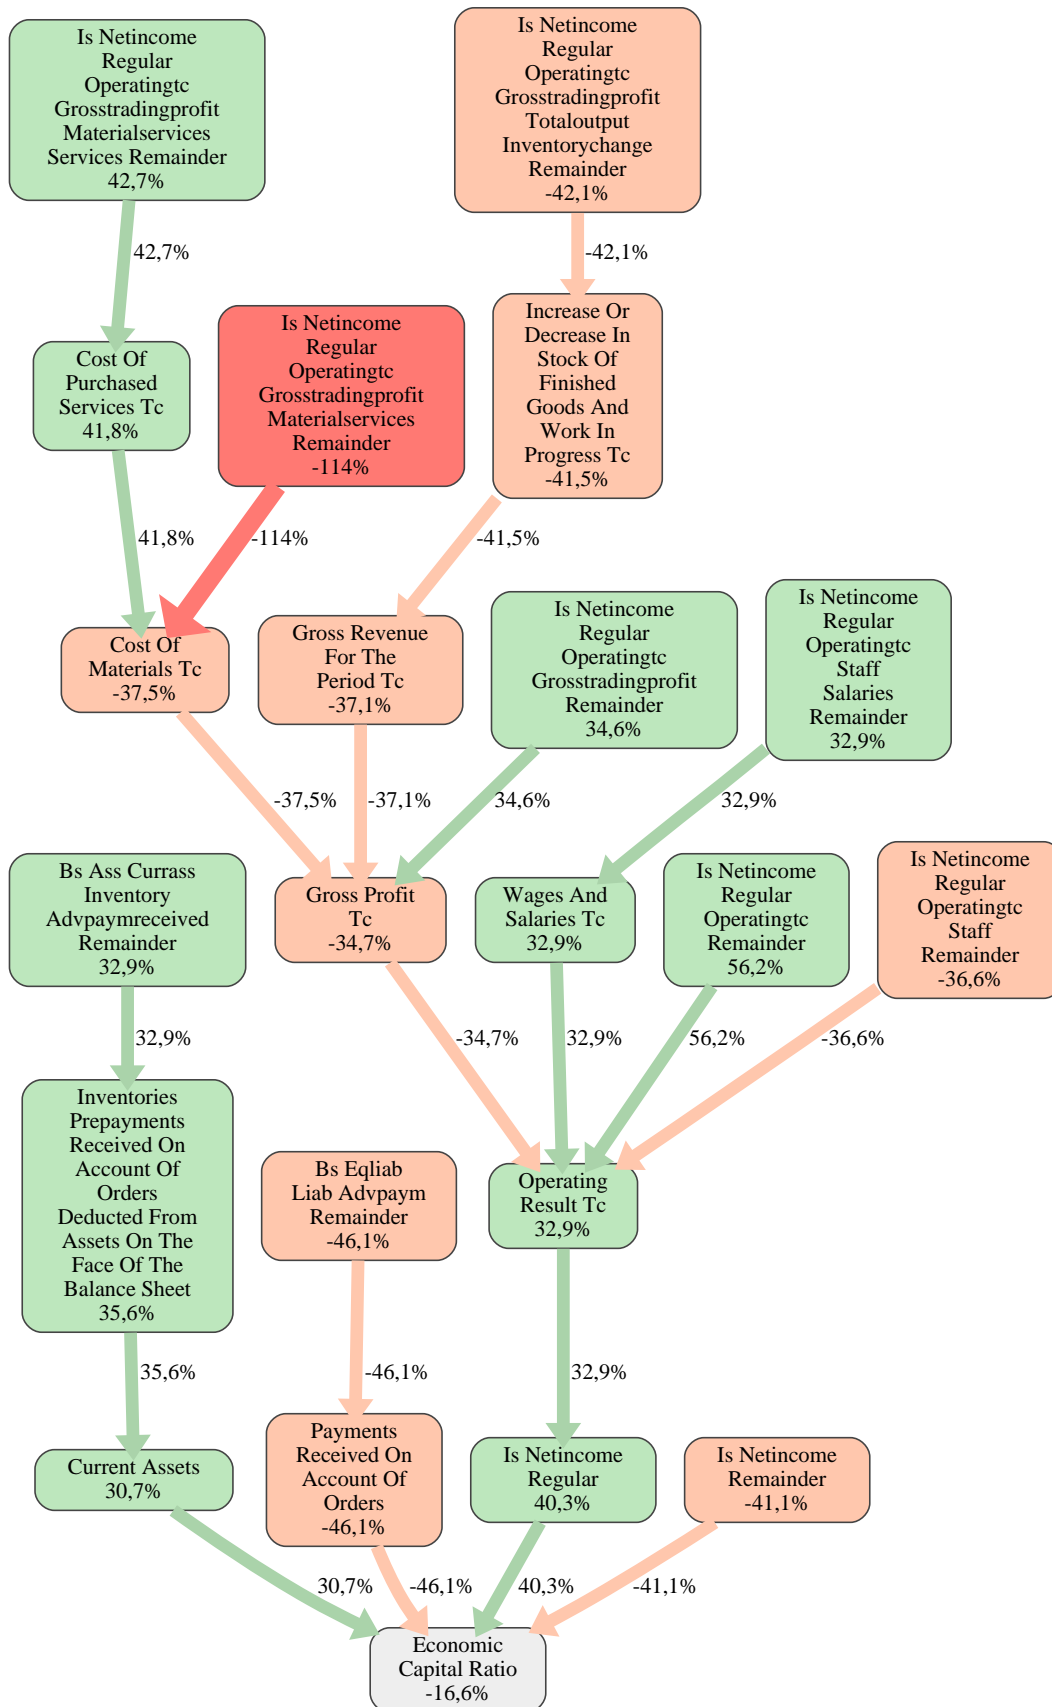 Is Netincome
Regular
Operatingtc
Grosstradingprofit
Materialservices
Services Remainder
42,7%
Is Netincome
Regular
Operatingtc
Grosstradingprofit
Totaloutput
Inventorychange
Remainder
-42,1%
42,7%
-42,1%
Cost Of
Purchased
Services Tc
41,8%
Is Netincome
Regular
Operatingtc
Grosstradingprofit
Materialservices
Remainder
-114%
Increase Or
Decrease In
Stock Of
Finished
Goods And
Work In
Progress Tc
-41,5%
41,8%
-114%
-41,5%
Cost Of
Materials Tc
-37,5%
Gross Revenue
For The
Period Tc
-37,1%
Is Netincome
Regular
Operatingtc
Grosstradingprofit
Remainder
34,6%
Is Netincome
Regular
Operatingtc
Staff
Salaries
Remainder
32,9%
-37,5%
-37,1%
34,6%
32,9%
Bs Ass Currass
Inventory
Advpaymreceived
Remainder
32,9%
Gross Profit
Tc
-34,7%
Wages And
Salaries Tc
32,9%
Is Netincome
Regular
Operatingtc
Remainder
56,2%
Is Netincome
Regular
Operatingtc
Staff
Remainder
-36,6%
32,9%
-34,7%
32,9%
56,2%
-36,6%
Inventories
Prepayments
Received On
Account Of
Orders
Deducted From
Assets On The
Face Of The
Balance Sheet
35,6%
Bs Eqliab
Liab Advpaym
Remainder
-46,1%
Operating
Result Tc
32,9%
35,6%
-46,1%
32,9%
Current Assets
30,7%
Payments
Received On
Account Of
Orders
-46,1%
Is Netincome
Regular
40,3%
Is Netincome
Remainder
-41,1%
30,7%
-46,1%
40,3%
-41,1%
Economic
Capital Ratio
-16,6%